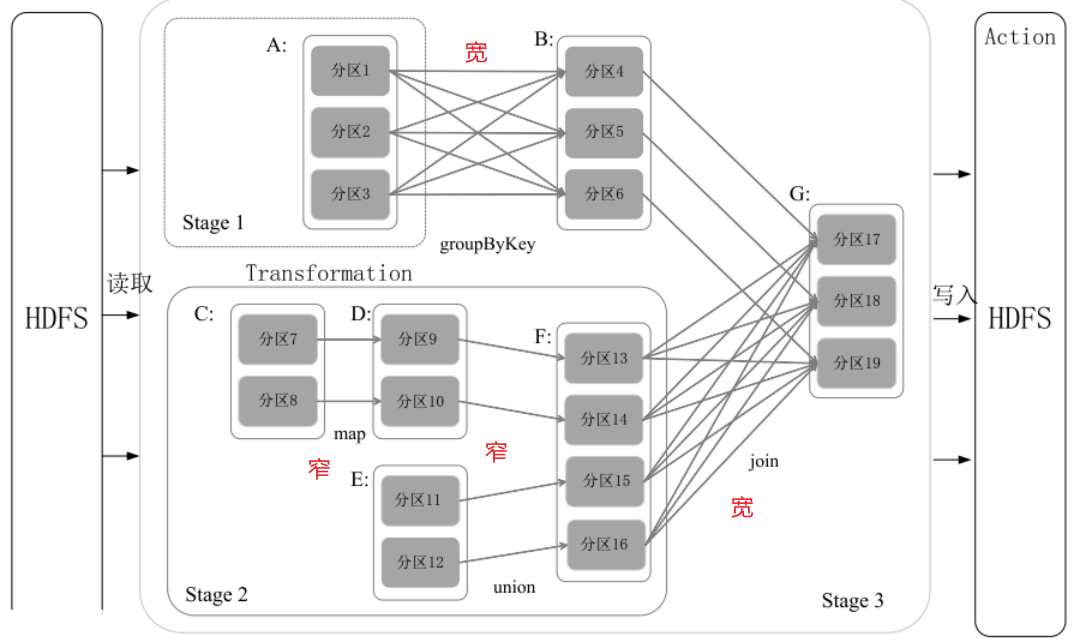 HDFS
读取
Stage 1
A:
分区1
分区2
分区3
宽
groupByKey
B:
分区4
分区5
分区6
Transformation
C:
分区7
分区8
map
窄
D:
分区9
分区10
窄
E:
分区11
分区12
union
F:
分区13
分区14
分区15
分区16
Stage 2
join
宽
G:
分区17
分区18
分区19
Stage 3
写入
Action
HDFS